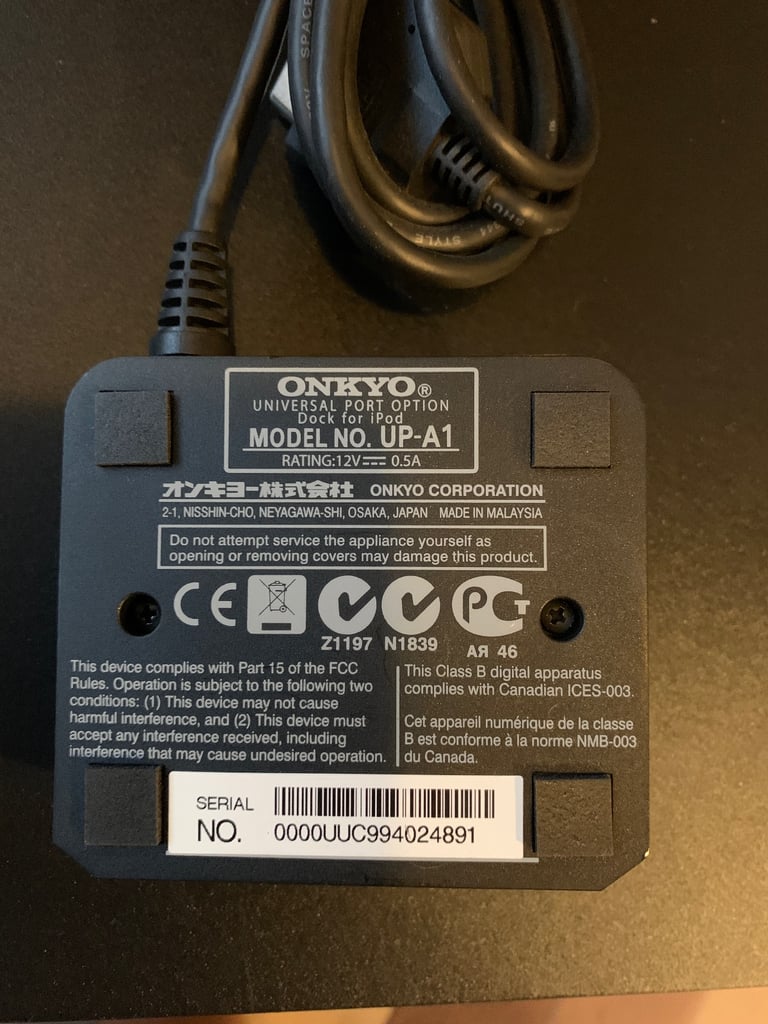 SPACE
STYLE
ONKYO®
UNIVERSAL PORT OPTION
Dock for iPod
MODEL NO. UP-A1
RATING:12V 0.5A
オンキヨー株式会社 ONKYO CORPORATION
2-1, NISSHIN-CHO, NEYAGAWA-SHI, OSAKA, JAPAN MADE IN MALAYSIA
Do not attempt service the appliance yourself as
opening or removing covers may damage this product.
CE PCT
Z1197 N1839 АЯ 46
This device complies with Part 15 of the FCC
Rules. Operation is subject to the following two
conditions: (1) This device may not cause
harmful interference, and (2) This device must
accept any interference received, including
interference that may cause undesired operation.
This Class B digital apparatus
complies with Canadian ICES-003.
Cet appareil numérique de la classe
B est conforme à la norme NMB-003
du Canada.
SERIAL
NO. 0000UUC994024891